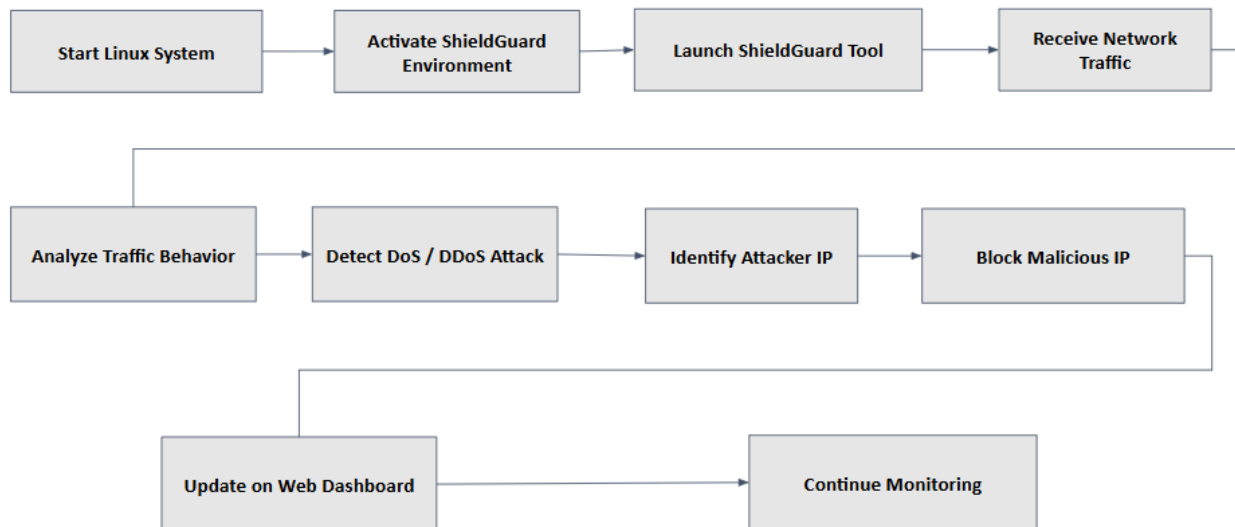 Start Linux System
Activate ShieldGuard
Environment
Launch ShieldGuard Tool
Receive Network
Traffic
Analyze Traffic Behavior
Detect DoS / DDoS Attack
Identify Attacker IP
Block Malicious IP
Update on Web Dashboard
Continue Monitoring